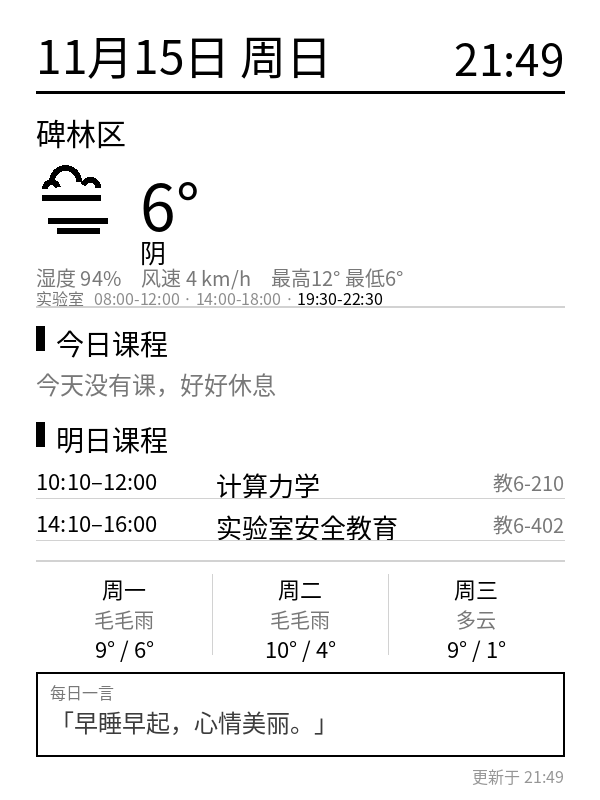 11月15日 周日 21:49
碑林区
6°
阴
湿度 94% 风速 4 km/h 最高12° 最低6°
实验室 08:00-12:00 · 14:00-18:00 · 19:30-22:30
今日课程
今天没有课，好好休息
明日课程
10:10–12:00 计算力学 教6-210
14:10–16:00 实验室安全教育 教6-402
周一 周二 周三
毛毛雨 毛毛雨 多云
9° / 6° 10° / 4° 9° / 1°
每日一言
「早睡早起，心情美丽。」
更新于 21:49